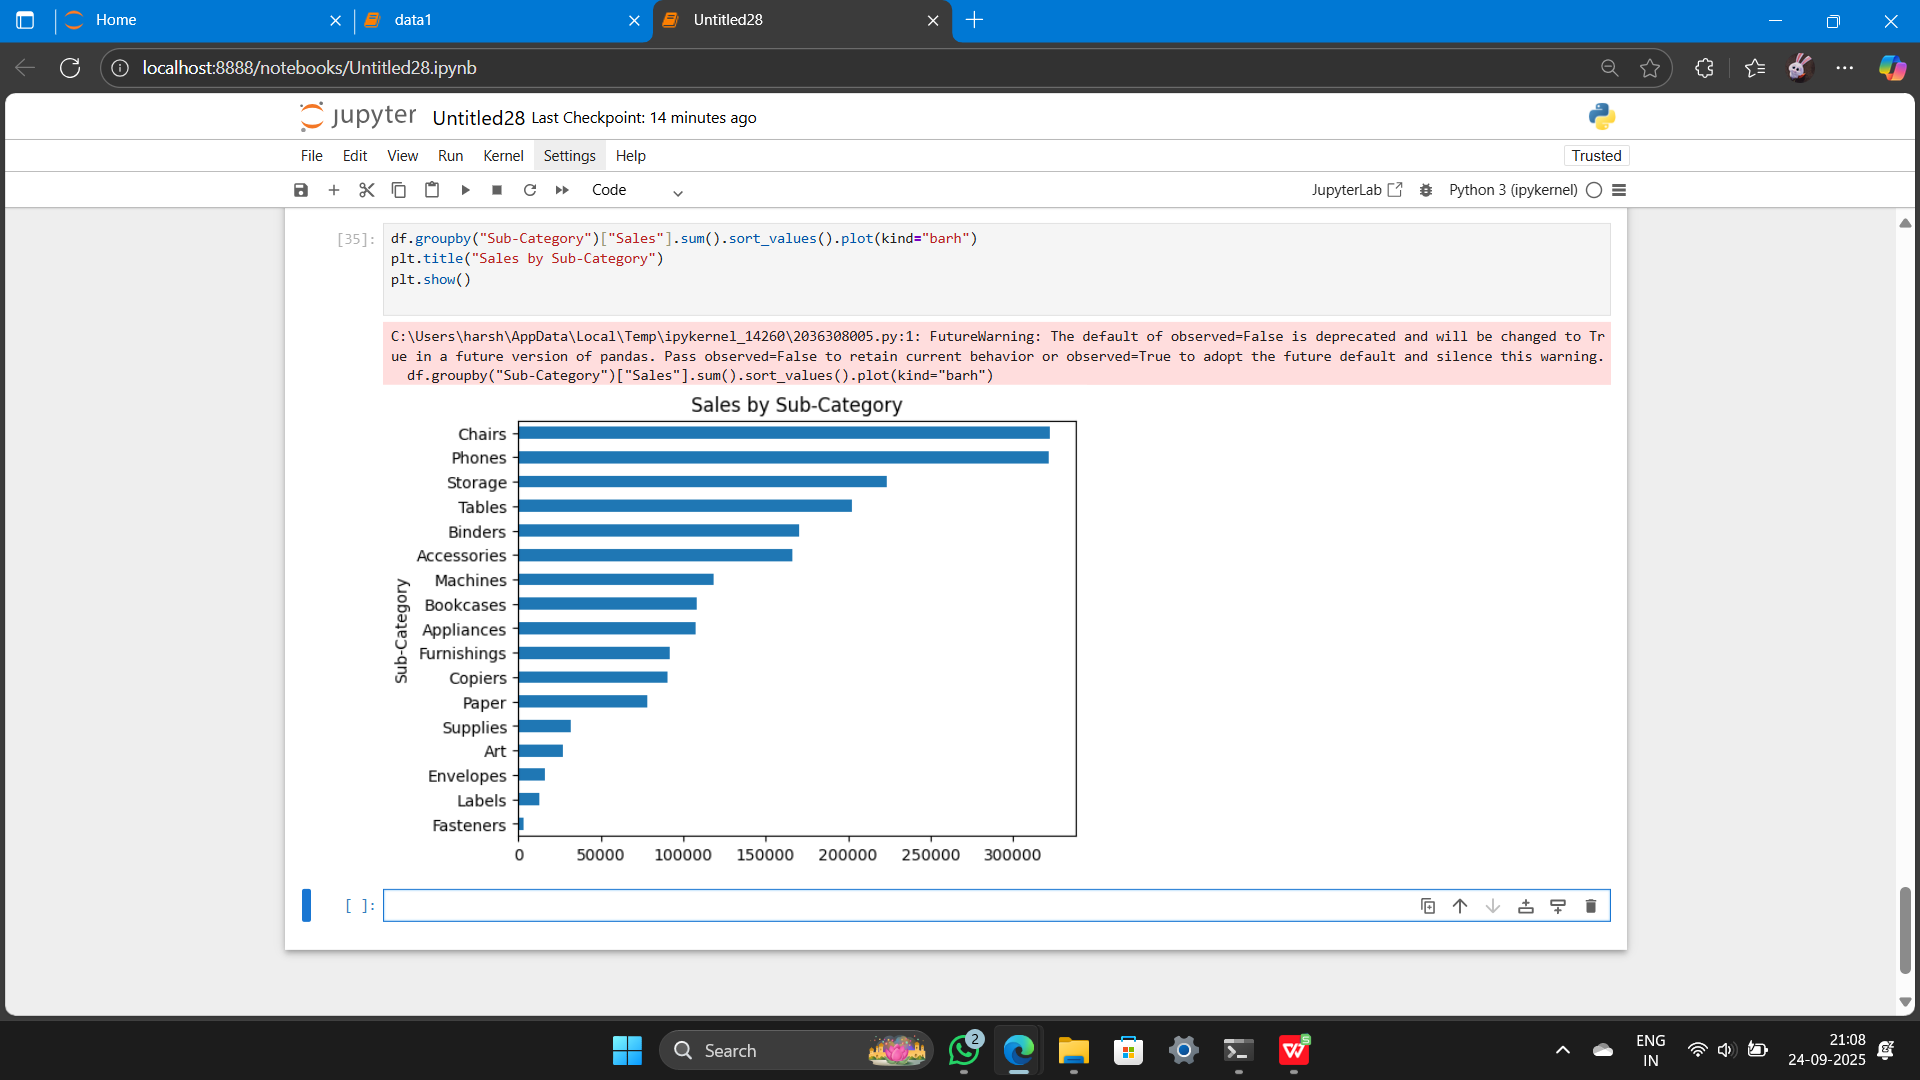 Home
data1
Untitled28
localhost:8888/notebooks/Untitled28.ipynb
jupyter Untitled28 Last Checkpoint: 14 minutes ago
File Edit View Run Kernel Settings Help
Trusted
Code
JupyterLab
Python 3 (ipykernel)
[35]:
df.groupby("Sub-Category")["Sales"].sum().sort_values().plot(kind="barh")
plt.title("Sales by Sub-Category")
plt.show()
C:\Users\harsh\AppData\Local\Temp\ipykernel_14260\2036308005.py:1: FutureWarning: The default of observed=False is deprecated and will be changed to Tr
ue in a future version of pandas. Pass observed=False to retain current behavior or observed=True to adopt the future default and silence this warning.
df.groupby("Sub-Category")["Sales"].sum().sort_values().plot(kind="barh")
Sales by Sub-Category
Sub-Category
Chairs
Phones
Storage
Tables
Binders
Accessories
Machines
Bookcases
Appliances
Furnishings
Copiers
Paper
Supplies
Art
Envelopes
Labels
Fasteners
0 50000 100000 150000 200000 250000 300000
[ ]:
Search
2
W
S
ENG
IN
21:08
24-09-2025